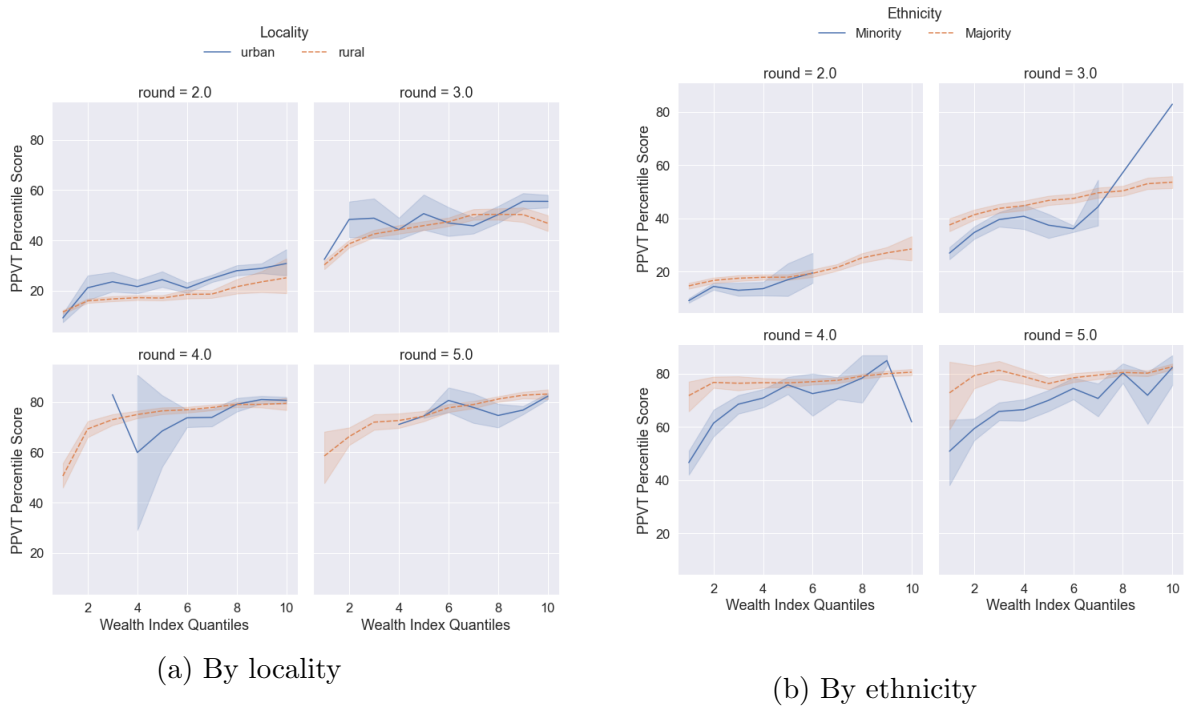 Locality
urban rural
round = 2.0 round = 3.0
80
60
40
20
PPVT Percentile Score
round = 4.0 round = 5.0
80
60
40
20
PPVT Percentile Score
2 4 6 8 10 2 4 6 8 10
Wealth Index Quantiles Wealth Index Quantiles
(a) By locality
Ethnicity
Minority Majority
round = 2.0 round = 3.0
80
60
40
20
PPVT Percentile Score
round = 4.0 round = 5.0
80
60
40
20
PPVT Percentile Score
2 4 6 8 10 2 4 6 8 10
Wealth Index Quantiles Wealth Index Quantiles
(b) By ethnicity